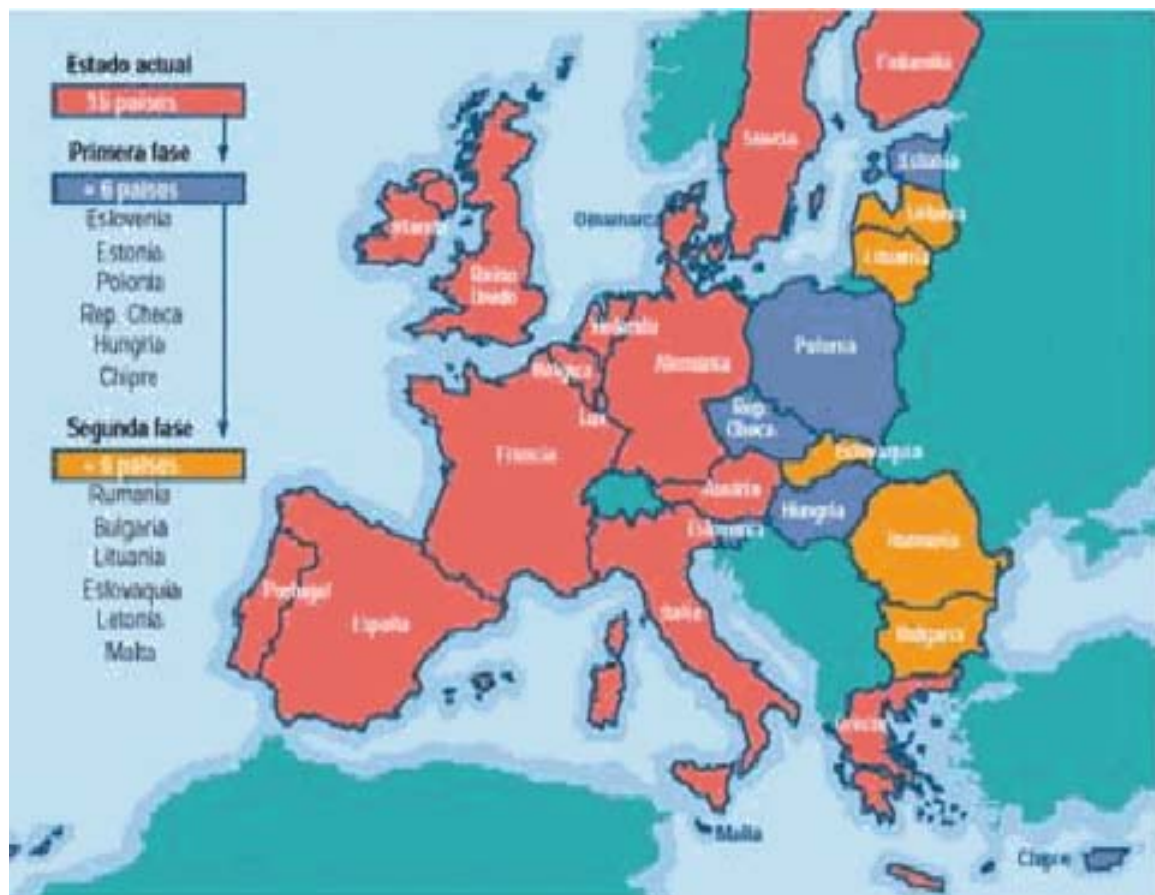 Estado actual
15 países
Primera fase
+ 6 países
Eslovenia
Estonia
Polonia
Rep. Checa
Hungría
Chipre
Segunda fase
+ 6 países
Rumania
Bulgaria
Lituania
Eslovaquia
Letonia
Malta
Finlandia
Suecia
Estonia
Letonia
Lituania
Dinamarca
Irlanda
Reino
Unido
Holanda
Bélgica
Lux
Alemania
Polonia
Rep.
Checa
Eslovaquia
Francia
Austria
Hungría
Eslovenia
Rumania
Portugal
España
Italia
Bulgaria
Grecia
Malta
Chipre